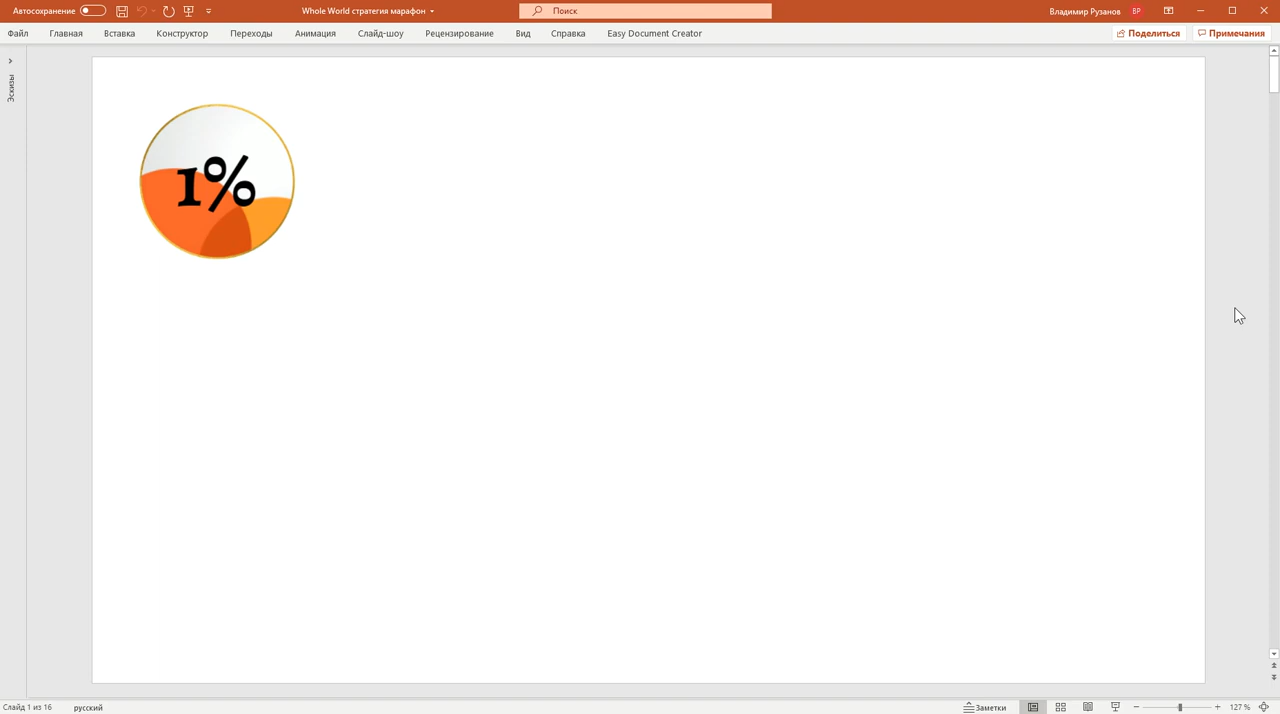 Автосохранение
Whole World стратегия марафон
Поиск
Владимир Рузанов
ВР
Файл Главная Вставка Конструктор Переходы Анимация Слайд-шоу Рецензирование Вид Справка Easy Document Creator
Поделиться
Примечания
Эскизы
1%
Слайд 1 из 16
русский
Заметки
127 %